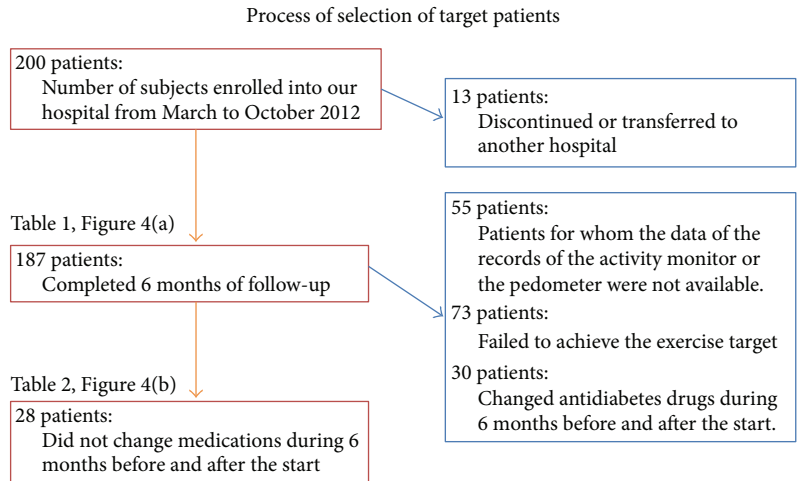 Process of selection of target patients
200 patients:
Number of subjects enrolled into our
hospital from March to October 2012
13 patients:
Discontinued or transferred to
another hospital
Table 1, Figure 4(a)
187 patients:
Completed 6 months of follow-up
55 patients:
Patients for whom the data of the
records of the activity monitor or
the pedometer were not available.
73 patients:
Failed to achieve the exercise target
30 patients:
Changed antidiabetes drugs during
6 months before and after the start.
Table 2, Figure 4(b)
28 patients:
Did not change medications during 6
months before and after the start